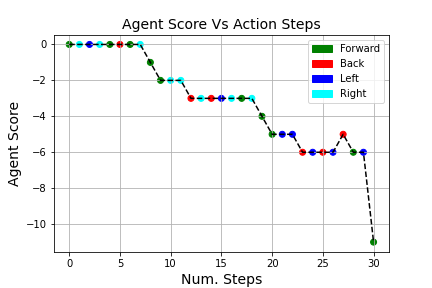 Agent Score Vs Action Steps
Agent Score
0
−2
−4
−6
−8
−10
Forward
Back
Left
Right
0 5 10 15 20 25 30
Num. Steps